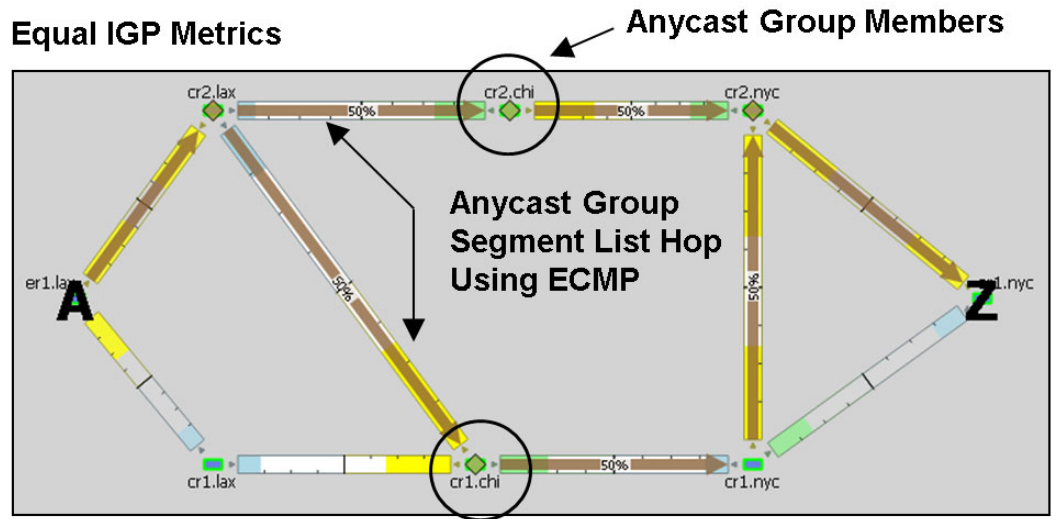 Equal IGP Metrics
Anycast Group Members
cr2.lax
cr2.chi
cr2.nyc
50%
50%
Anycast Group
Segment List Hop
Using ECMP
50%
50%
er1.lax
A
Z
50%
cr1.lax
cr1.chi
cr1.nyc